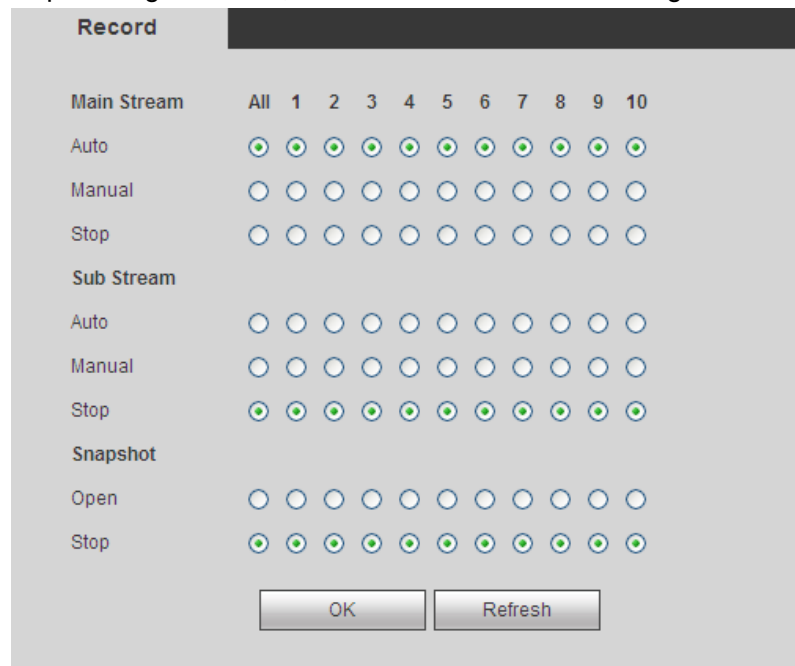 Record
Main Stream All 1 2 3 4 5 6 7 8 9 10
Auto
Manual
Stop
Sub Stream
Auto
Manual
Stop
Snapshot
Open
Stop
OK Refresh